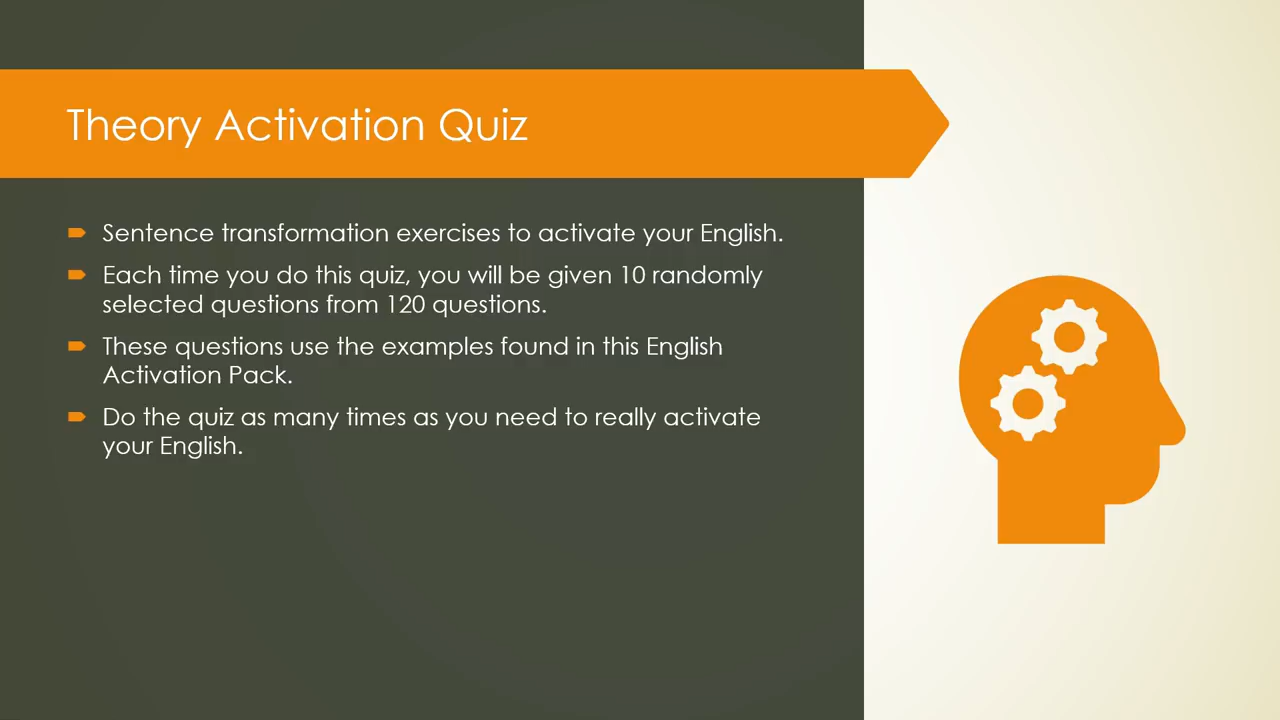 Theory Activation Quiz
Sentence transformation exercises to activate your English.
Each time you do this quiz, you will be given 10 randomly
selected questions from 120 questions.
These questions use the examples found in this English
Activation Pack.
Do the quiz as many times as you need to really activate
your English.